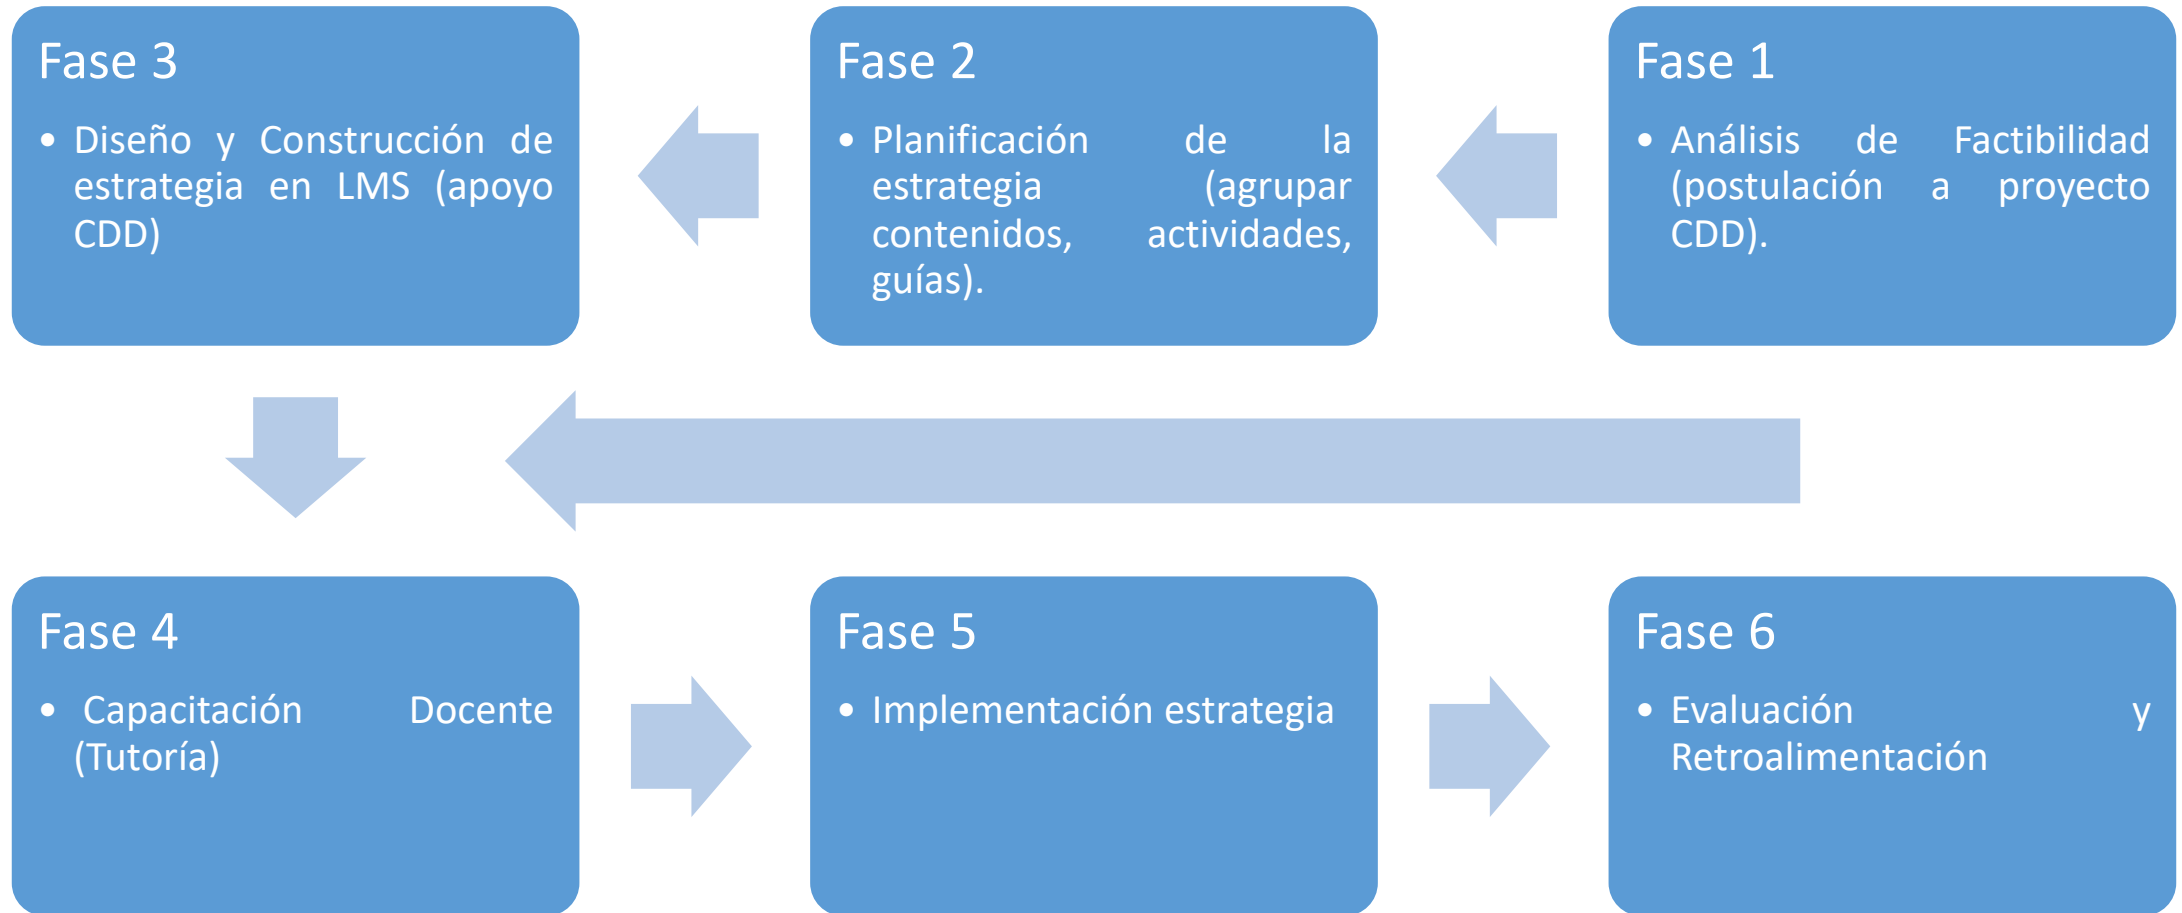 Fase 3
• Diseño y Construcción de
estrategia en LMS (apoyo
CDD)
Fase 2
• Planificación de la
estrategia (agrupar
contenidos, actividades,
guías).
Fase 1
• Análisis de Factibilidad
(postulación a proyecto
CDD).
Fase 4
• Capacitación Docente
(Tutoría)
Fase 5
• Implementación estrategia
Fase 6
• Evaluación y
Retroalimentación